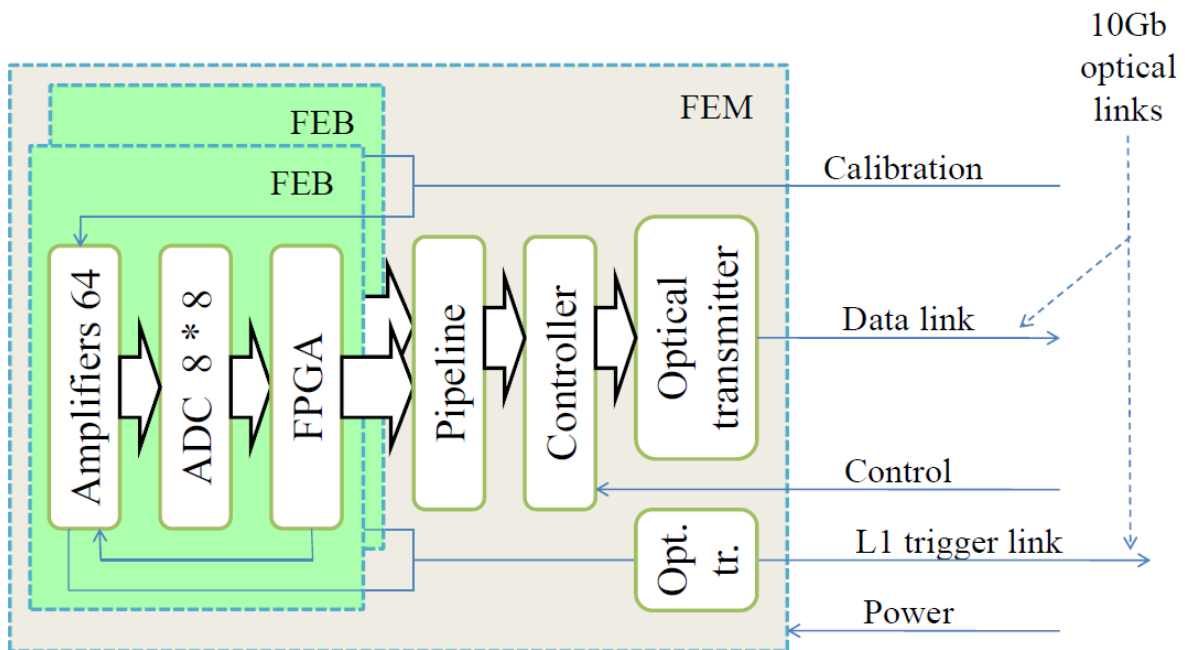 10Gb
optical
links
FEM
FEB
FEB
Calibration
Amplifiers 64
ADC 8 * 8
FPGA
Pipeline
Controller
Optical
transmitter
Data link
Control
Opt.
tr.
L1 trigger link
Power